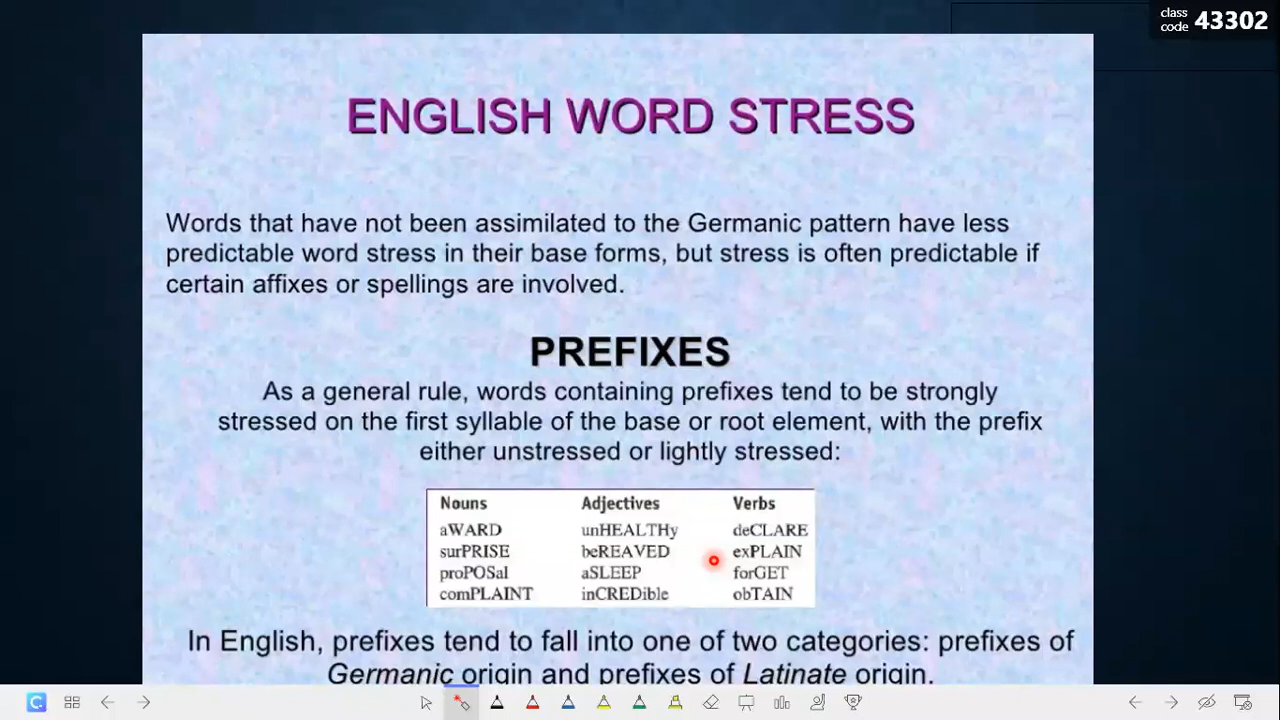 class
code 43302
ENGLISH WORD STRESS
Words that have not been assimilated to the Germanic pattern have less
predictable word stress in their base forms, but stress is often predictable if
certain affixes or spellings are involved.
PREFIXES
As a general rule, words containing prefixes tend to be strongly
stressed on the first syllable of the base or root element, with the prefix
either unstressed or lightly stressed:
Nouns Adjectives Verbs
aWARD unHEALTHy deCLARE
surPRISE beREAVED exPLAIN
proPOSal aSLEEP forGET
comPLAINT inCREDible obTAIN
In English, prefixes tend to fall into one of two categories: prefixes of
Germanic origin and prefixes of Latinate origin.